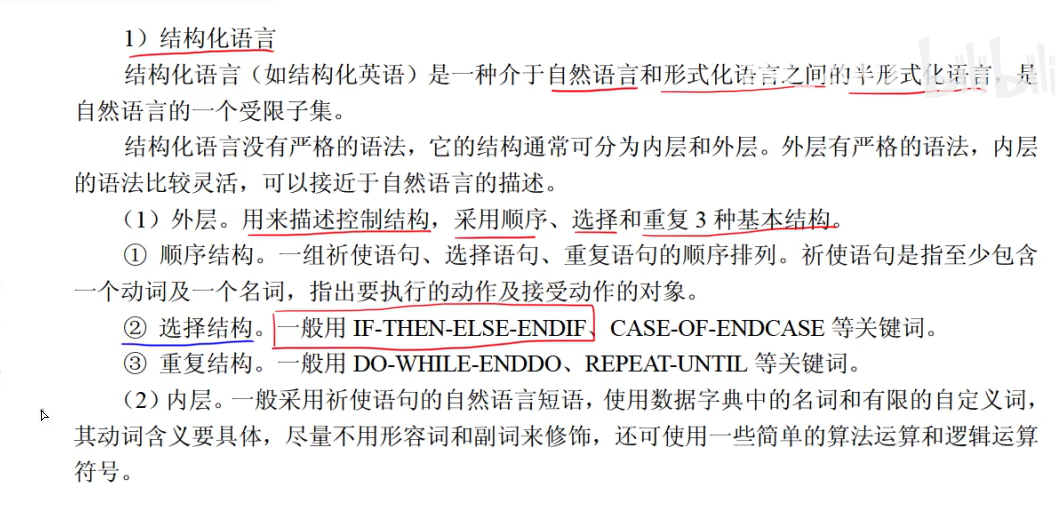 1）结构化语言
结构化语言（如结构化英语）是一种介于自然语言和形式化语言之间的半形式化语言，是
自然语言的一个受限子集。
结构化语言没有严格的语法，它的结构通常可分为内层和外层。外层有严格的语法，内层
的语法比较灵活，可以接近于自然语言的描述。
（1）外层。用来描述控制结构，采用顺序、选择和重复 3 种基本结构。
① 顺序结构。一组祈使语句、选择语句、重复语句的顺序排列。祈使语句是指至少包含
一个动词及一个名词，指出要执行的动作及接受动作的对象。
② 选择结构。一般用 IF-THEN-ELSE-ENDIF、CASE-OF-ENDCASE 等关键词。
③ 重复结构。一般用 DO-WHILE-ENDDO、REPEAT-UNTIL 等关键词。
（2）内层。一般采用祈使语句的自然语言短语，使用数据字典中的名词和有限的自定义词，
其动词含义要具体，尽量不用形容词和副词来修饰，还可使用一些简单的算法运算和逻辑运算
符号。